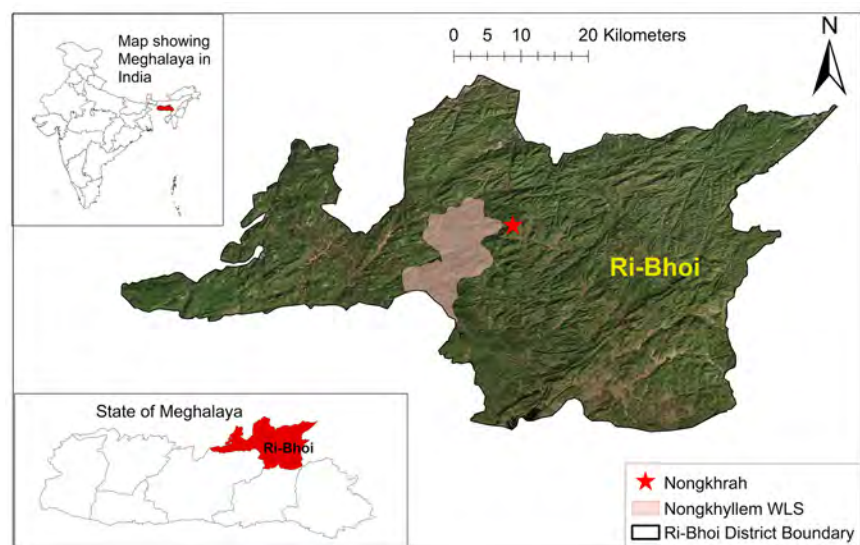 Map showing
Meghalaya in
India
0 5 10 20 Kilometers
N
Ri-Bhoi
State of Meghalaya
Ri-Bhoi
Nongkhrah
Nongkhyllem WLS
Ri-Bhoi District Boundary